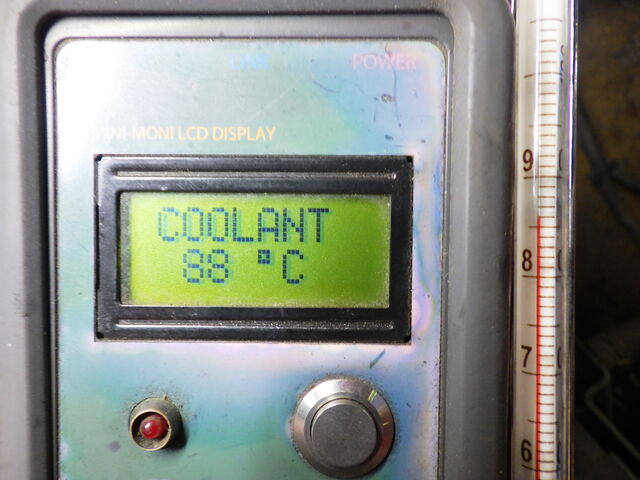 POWER
MINI-MONI LCD DISPLAY
COOLANT
88 °C
9
8
7
6